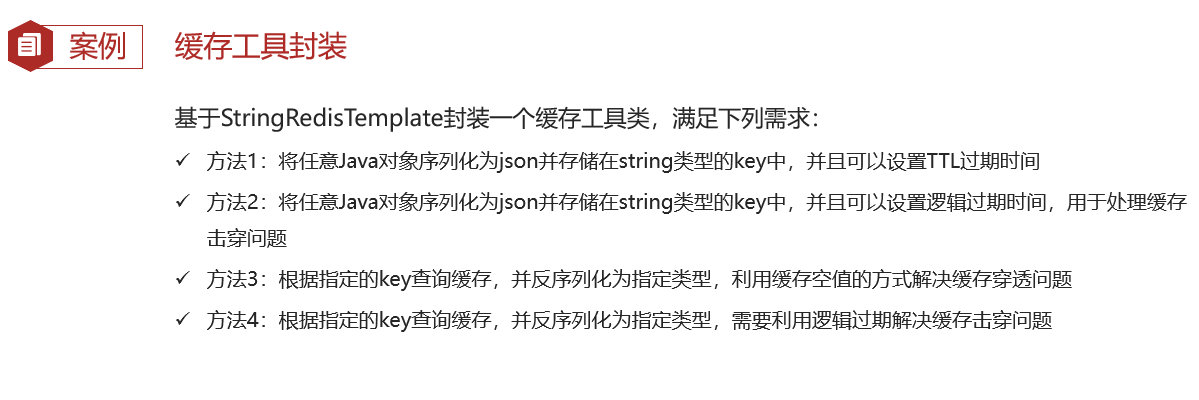 案例 缓存工具封装
基于StringRedisTemplate封装一个缓存工具类，满足下列需求：
✓ 方法1：将任意Java对象序列化为json并存储在string类型的key中，并且可以设置TTL过期时间
✓ 方法2：将任意Java对象序列化为json并存储在string类型的key中，并且可以设置逻辑过期时间，用于处理缓存
击穿问题
✓ 方法3：根据指定的key查询缓存，并反序列化为指定类型，利用缓存空值的方式解决缓存穿透问题
✓ 方法4：根据指定的key查询缓存，并反序列化为指定类型，需要利用逻辑过期解决缓存击穿问题